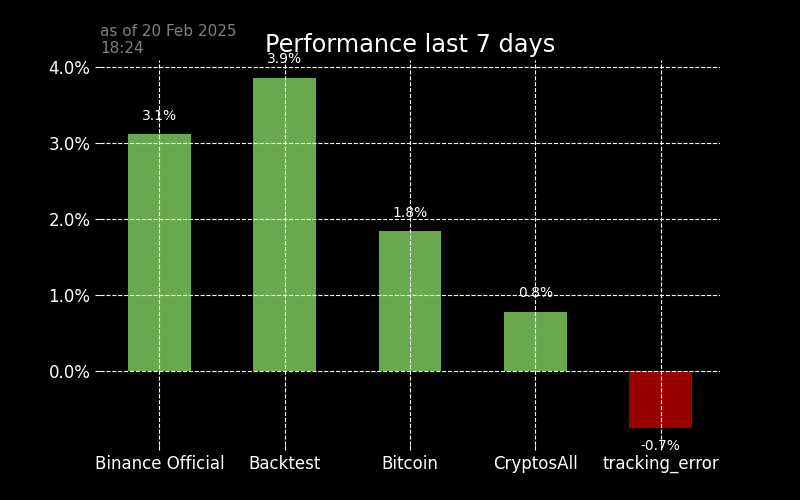 as of 20 Feb 2025
18:24
Performance last 7 days
4.0%
3.0%
2.0%
1.0%
0.0%
3.1%
3.9%
1.8%
0.8%
-0.7%
Binance Official
Backtest
Bitcoin
CryptosAll
tracking_error